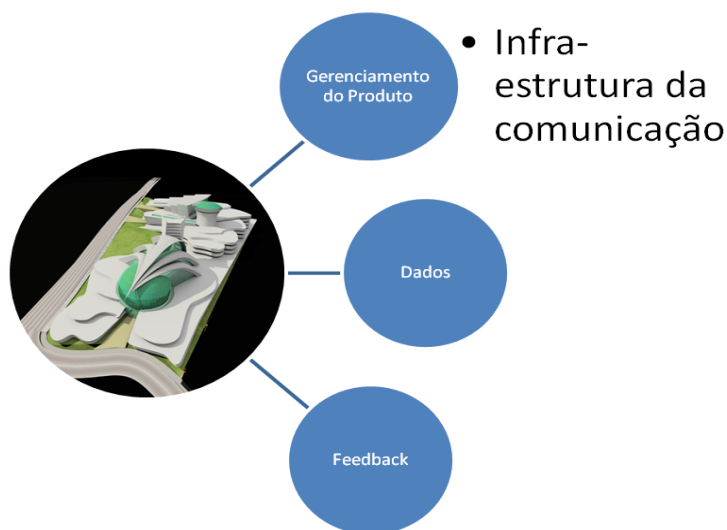 Gerenciamento
do Produto
• Infra-
estrutura da
comunicação
Dados
Feedback